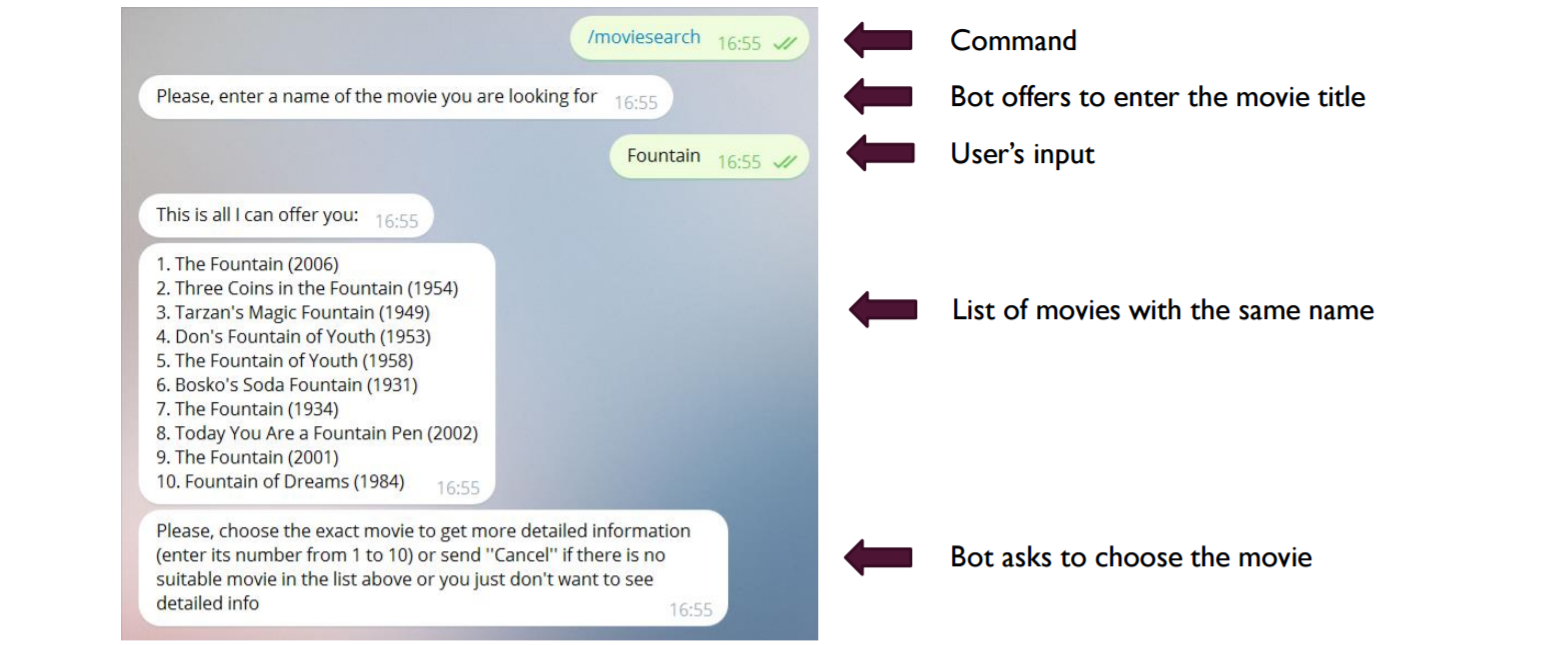 /moviesearch 16:55
Command
Please, enter a name of the movie you are looking for 16:55
Bot offers to enter the movie title
Fountain 16:55
User’s input
This is all I can offer you: 16:55
1. The Fountain (2006)
2. Three Coins in the Fountain (1954)
3. Tarzan's Magic Fountain (1949)
4. Don's Fountain of Youth (1953)
5. The Fountain of Youth (1958)
6. Bosko's Soda Fountain (1931)
7. The Fountain (1934)
8. Today You Are a Fountain Pen (2002)
9. The Fountain (2001)
10. Fountain of Dreams (1984) 16:55
List of movies with the same name
Please, choose the exact movie to get more detailed information
(enter its number from 1 to 10) or send "Cancel" if there is no
suitable movie in the list above or you just don't want to see
detailed info 16:55
Bot asks to choose the movie